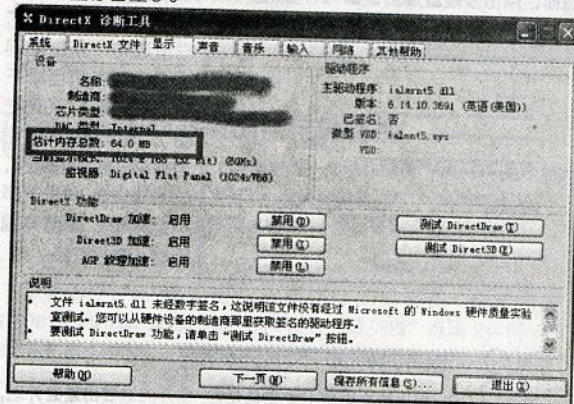 DirectX 诊断工具
系统 DirectX 文件 显示 声音 音乐 输入 网络 其他帮助
设备
驱动程序
名称:
制造商:
芯片类型:
DAC 类型: Internal
估计内存总数: 64.0 MB
当前显示模式: 1024 x 768 (32 bit) (60Hz)
监视器: Digital Flat Panel (1024x768)
主驱动程序: ialmrnt5.dll
版本: 6.14.10.3691 (英语(美国))
已签名: 否
微型 VDD: ialmnt5.sys
VDD:
DirectX 功能
DirectDraw 加速: 启用 禁用(D) 测试 DirectDraw(T)
Direct3D 加速: 启用 禁用(I) 测试 Direct3D(E)
AGP 纹理加速: 启用 禁用(L)
说明
• 文件 ialmrnt5.dll 未经数字签名,这说明该文件没有经过 Microsoft 的 Windows 硬件质量实验
室测试。您可以从硬件设备的制造商那里获取签名的驱动程序。
• 要测试 DirectDraw 功能,请单击“测试 DirectDraw”按钮。
帮助(H) 下一页(N) 保存所有信息(S)... 退出(X)